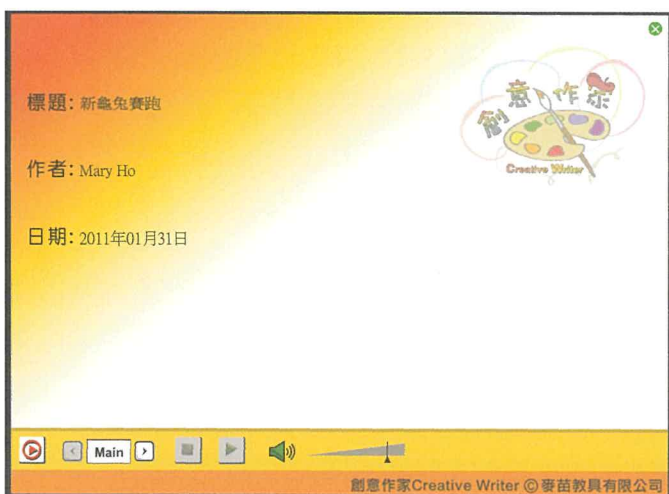 創意作家
Creative Writer
標題: 新龜兔賽跑
作者: Mary Ho
日期: 2011年01月31日
Main
創意作家Creative Writer ©麥苗教具有限公司